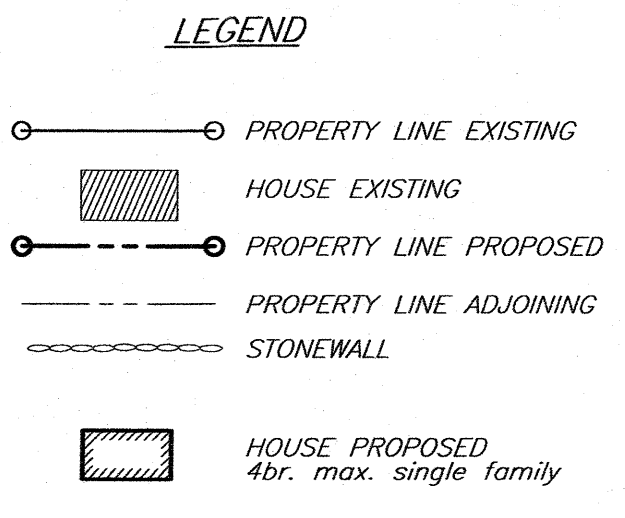 LEGEND
PROPERTY LINE EXISTING
HOUSE EXISTING
PROPERTY LINE PROPOSED
PROPERTY LINE ADJOINING
STONEWALL
HOUSE PROPOSED
4br. max. single family